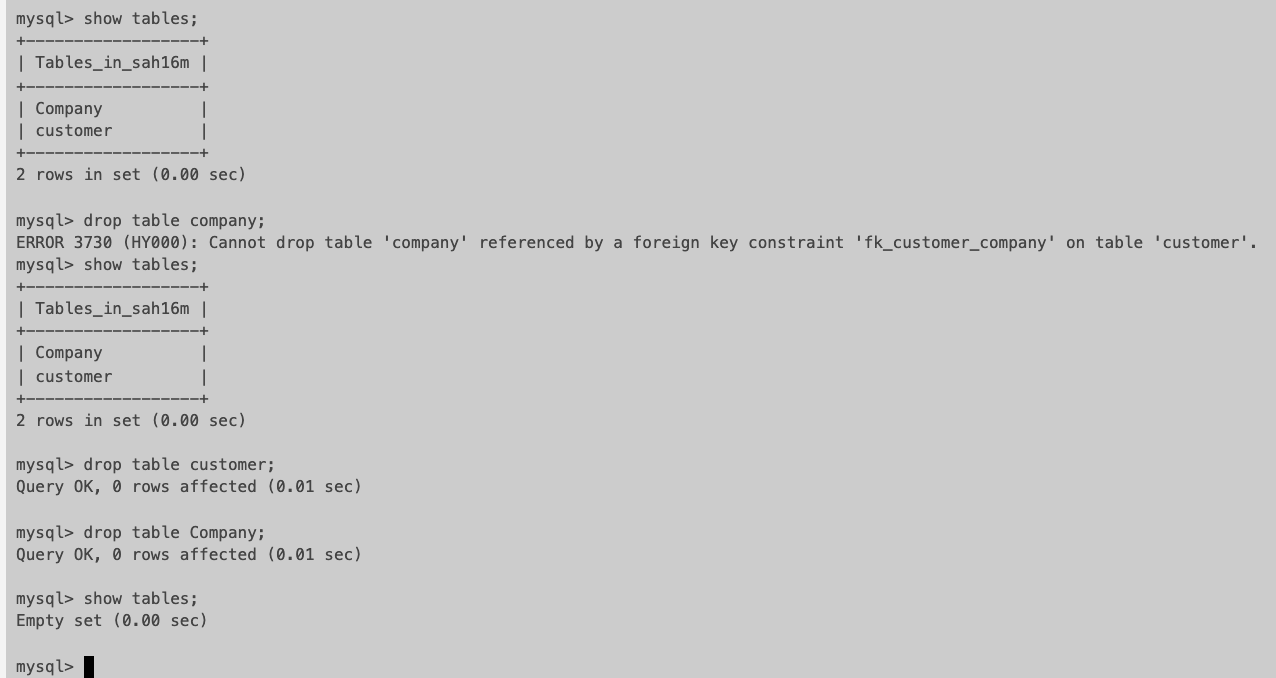 mysql> show tables;
+------------------+
| Tables_in_sah16m |
+------------------+
| Company          |
| customer         |
+------------------+
2 rows in set (0.00 sec)

mysql> drop table company;
ERROR 3730 (HY000): Cannot drop table 'company' referenced by a foreign key constraint 'fk_customer_company' on table 'customer'.
mysql> show tables;
+------------------+
| Tables_in_sah16m |
+------------------+
| Company          |
| customer         |
+------------------+
2 rows in set (0.00 sec)

mysql> drop table customer;
Query OK, 0 rows affected (0.01 sec)

mysql> drop table Company;
Query OK, 0 rows affected (0.01 sec)

mysql> show tables;
Empty set (0.00 sec)

mysql>